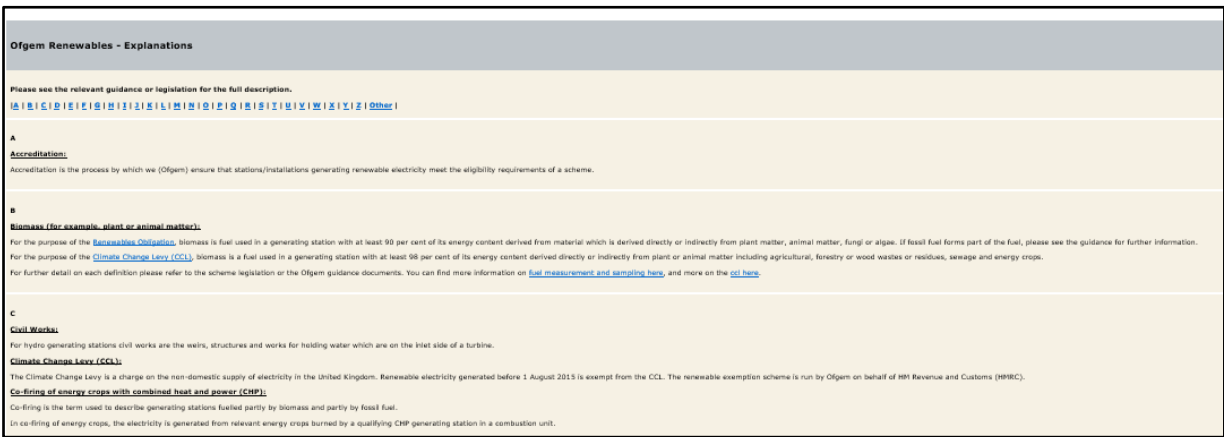 Ofgem Renewables - Explanations
Please see the relevant guidance or legislation for the full description.
|A | B | C | D | E | F | G | H | I | J | K | L | M | N | O | P | Q | R | S | T | U | V | W | X | Y | Z | Other |
A
Accreditation:
Accreditation is the process by which we (Ofgem) ensure that stations/installations generating renewable electricity meet the eligibility requirements of a scheme.
B
Biomass (for example, plant or animal matter):
For the purpose of the Renewables Obligation, biomass is fuel used in a generating station with at least 90 per cent of its energy content derived from material which is derived directly or indirectly from plant matter, animal matter, fungi or algae. If fossil fuel forms part of the fuel, please see the guidance for further information.
For the purpose of the Climate Change Levy (CCL), biomass is a fuel used in a generating station with at least 98 per cent of its energy content derived directly or indirectly from plant or animal matter including agricultural, forestry or wood wastes or residues, sewage and energy crops.
For further detail on each definition please refer to the scheme legislation or the Ofgem guidance documents. You can find more information on fuel measurement and sampling here, and more on the ccl here.
C
Civil Works:
For hydro generating stations civil works are the weirs, structures and works for holding water which are on the inlet side of a turbine.
Climate Change Levy (CCL):
The Climate Change Levy is a charge on the non-domestic supply of electricity in the United Kingdom. Renewable electricity generated before 1 August 2015 is exempt from the CCL. The renewable exemption scheme is run by Ofgem on behalf of HM Revenue and Customs (HMRC).
Co-firing of energy crops with combined heat and power (CHP):
Co-firing is the term used to describe generating stations fuelled partly by biomass and partly by fossil fuel.
In co-firing of energy crops, the electricity is generated from relevant energy crops burned by a qualifying CHP generating station in a combustion unit.